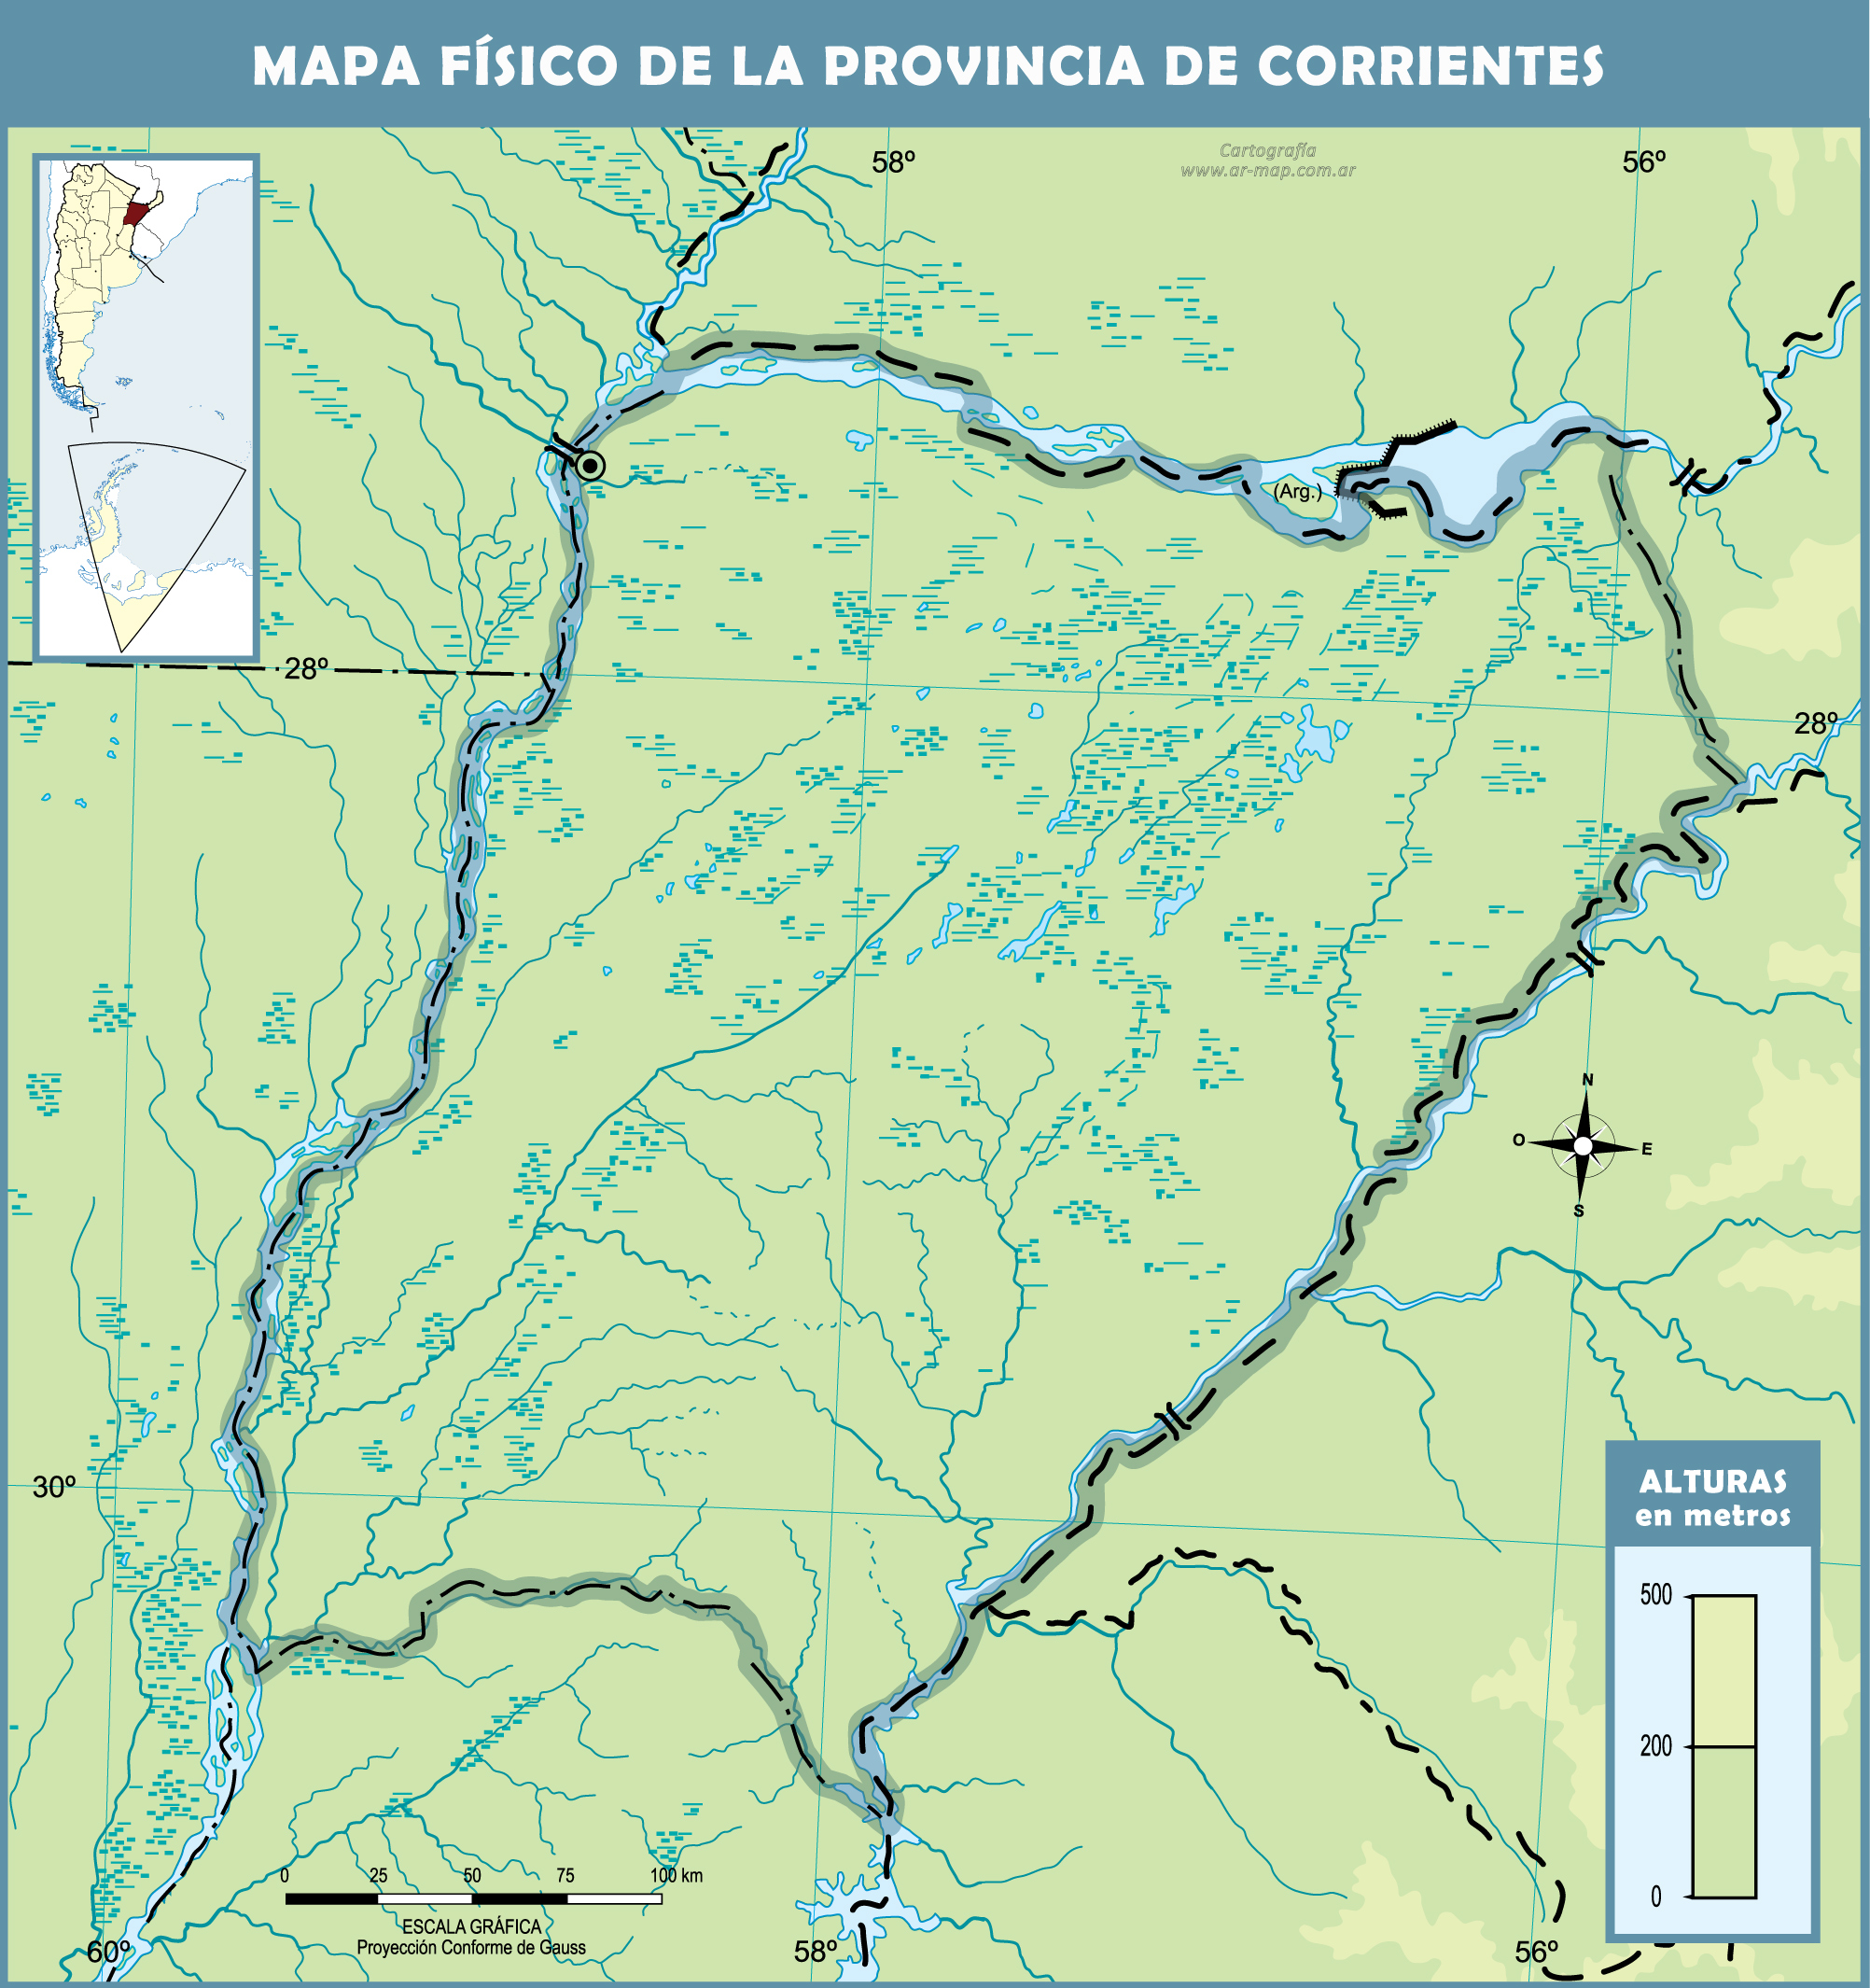 MAPA FÍSICO DE LA PROVINCIA DE CORRIENTES
58º
Cartografía
www.ar-map.com.ar
56º
(Arg.)
28º
28º
N
O
E
S
30º
ALTURAS
en metros
500
200
0
0 25 50 75 100 km
ESCALA GRÁFICA
Proyección Conforme de Gauss
60º
58º
56º